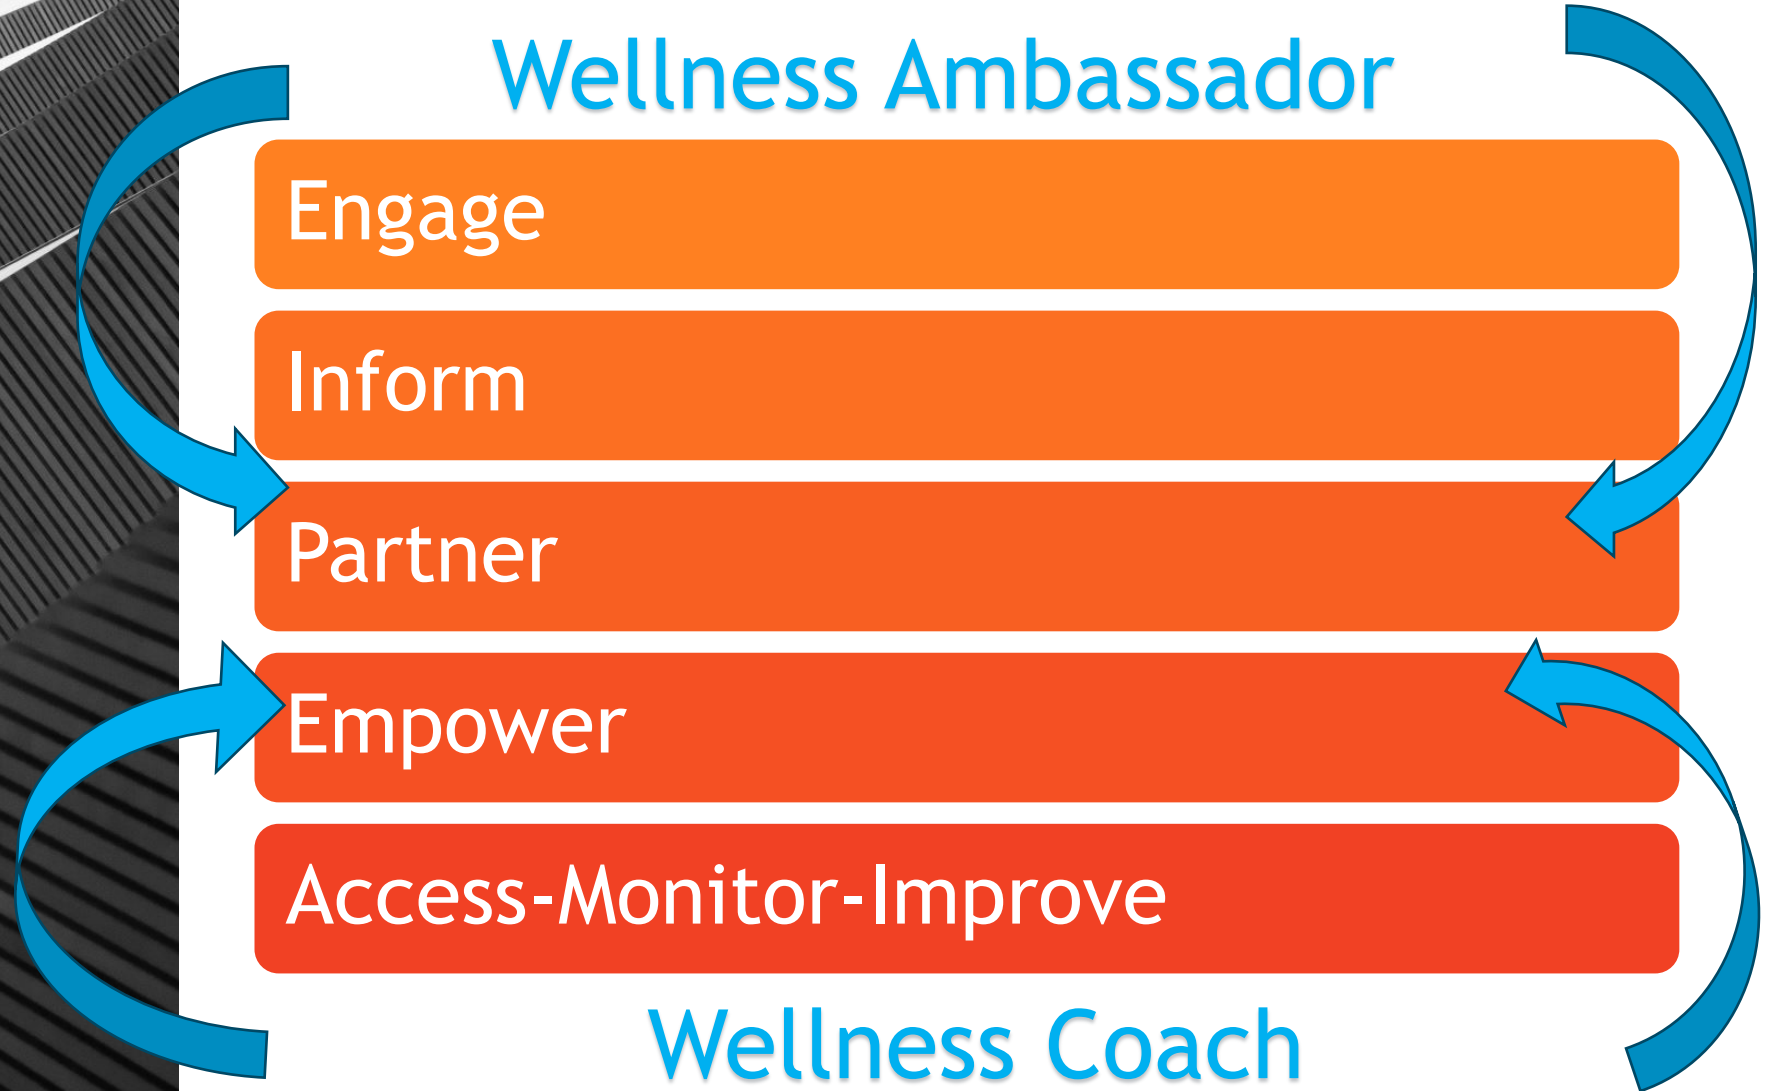 Wellness Ambassador
Engage
Inform
Partner
Empower
Access-Monitor-Improve
Wellness Coach